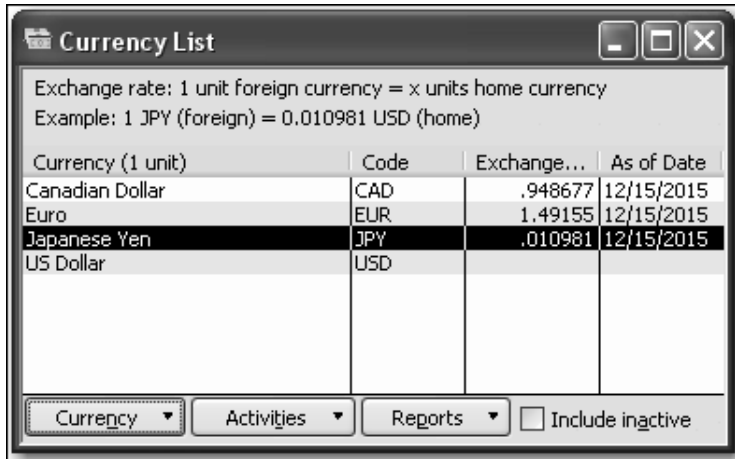 Currency List
Exchange rate: 1 unit foreign currency = x units home currency
Example: 1 JPY (foreign) = 0.010981 USD (home)
Currency (1 unit) Code Exchange... As of Date
Canadian Dollar CAD .948677 12/15/2015
Euro EUR 1.49155 12/15/2015
Japanese Yen JPY .010981 12/15/2015
US Dollar USD
Currency Activities Reports Include inactive